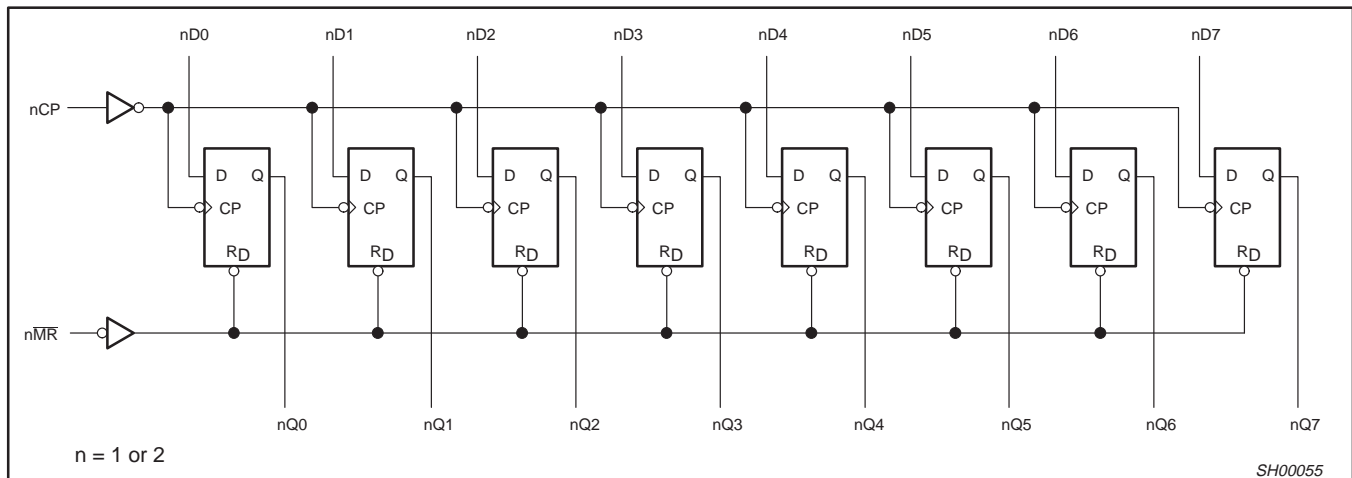 nD0 nD1 nD2 nD3 nD4 nD5 nD6 nD7
nCP
D Q D Q D Q D Q D Q D Q D Q D Q
CP CP CP CP CP CP CP CP
RD RD RD RD RD RD RD RD
nM̅R̅
nQ0 nQ1 nQ2 nQ3 nQ4 nQ5 nQ6 nQ7
n = 1 or 2
SH00055